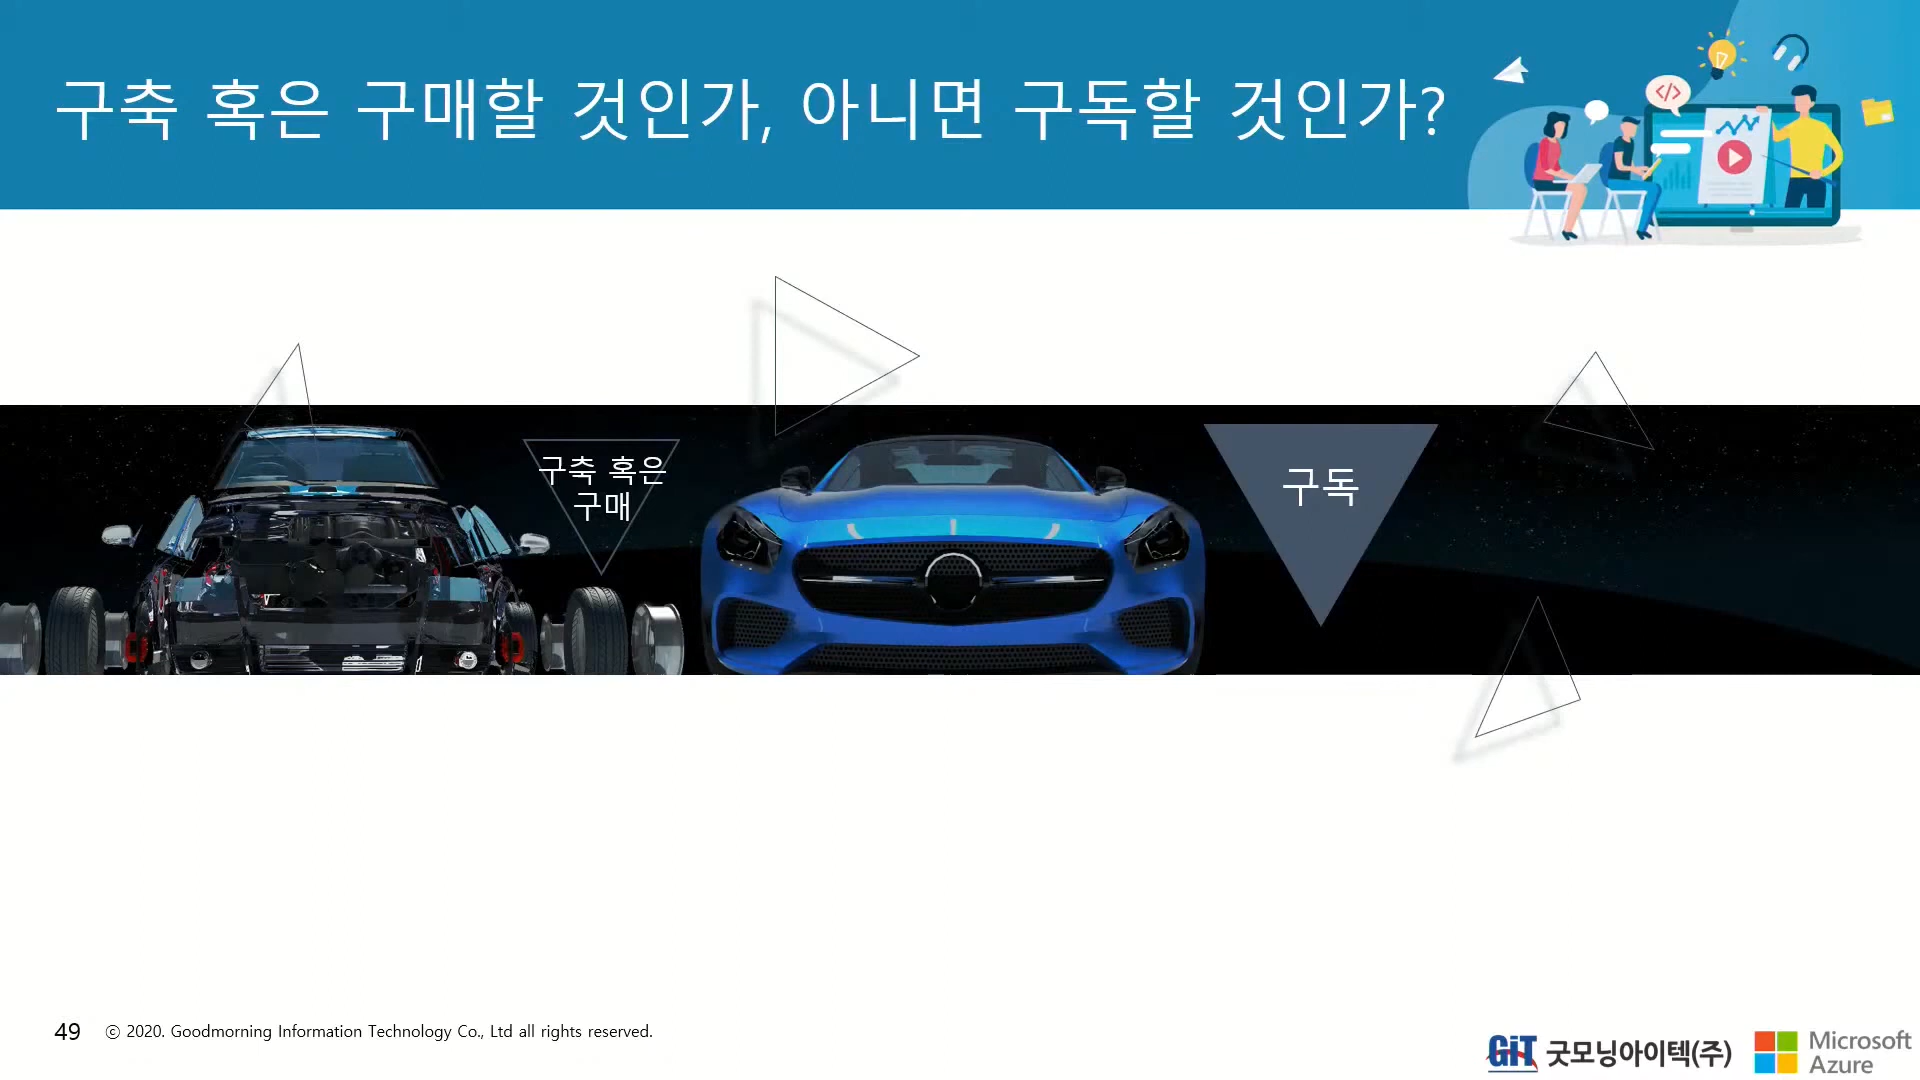 구축 혹은 구매할 것인가, 아니면 구독할 것인가?
</>
구축 혹은
구매
구독
49 ⓒ 2020. Goodmorning Information Technology Co., Ltd all rights reserved.
GiT 굿모닝아이텍(주)
Microsoft
Azure